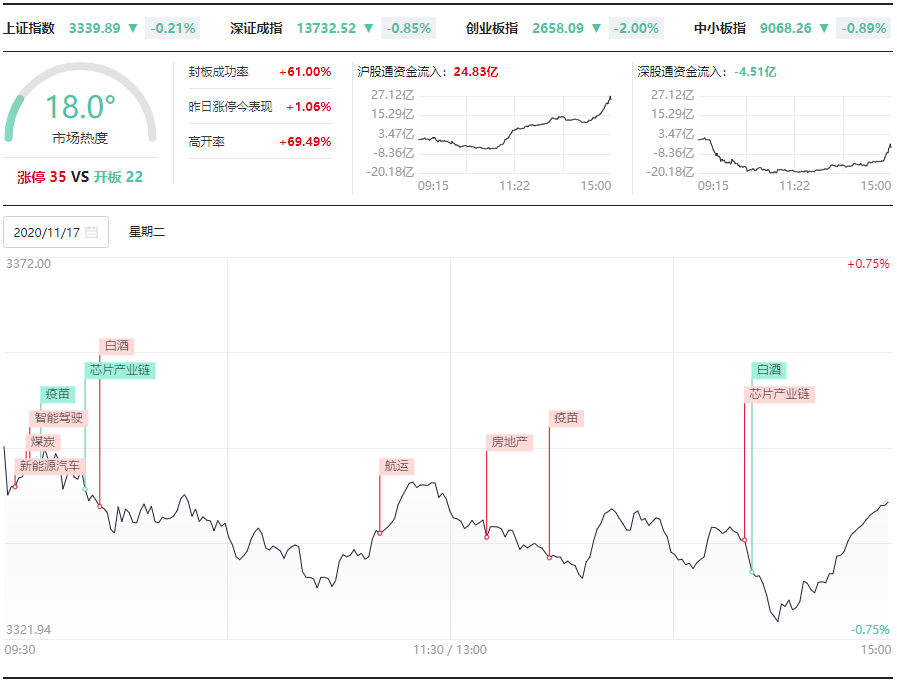 上证指数 3339.89 ▼ -0.21% 深证成指 13732.52 ▼ -0.85% 创业板指 2658.09 ▼ -2.00% 中小板指 9068.26 ▼ -0.89%
18.0°
市场热度
涨停 35 VS 开板 22
封板成功率 +61.00%
昨日涨停今表现 +1.06%
高开率 +69.49%
沪股通资金流入：24.83亿
27.12亿
15.29亿
3.47亿
-8.36亿
-20.18亿
09:15 11:22 15:00
深股通资金流入：-4.51亿
27.12亿
15.29亿
3.47亿
-8.36亿
-20.18亿
09:15 11:22 15:00
2020/11/17 星期二
3372.00 +0.75%
白酒
芯片产业链 白酒
疫苗 芯片产业链
智能驾驶 疫苗
煤炭 房地产
新能源汽车 航运
3321.94 -0.75%
09:30 11:30 / 13:00 15:00